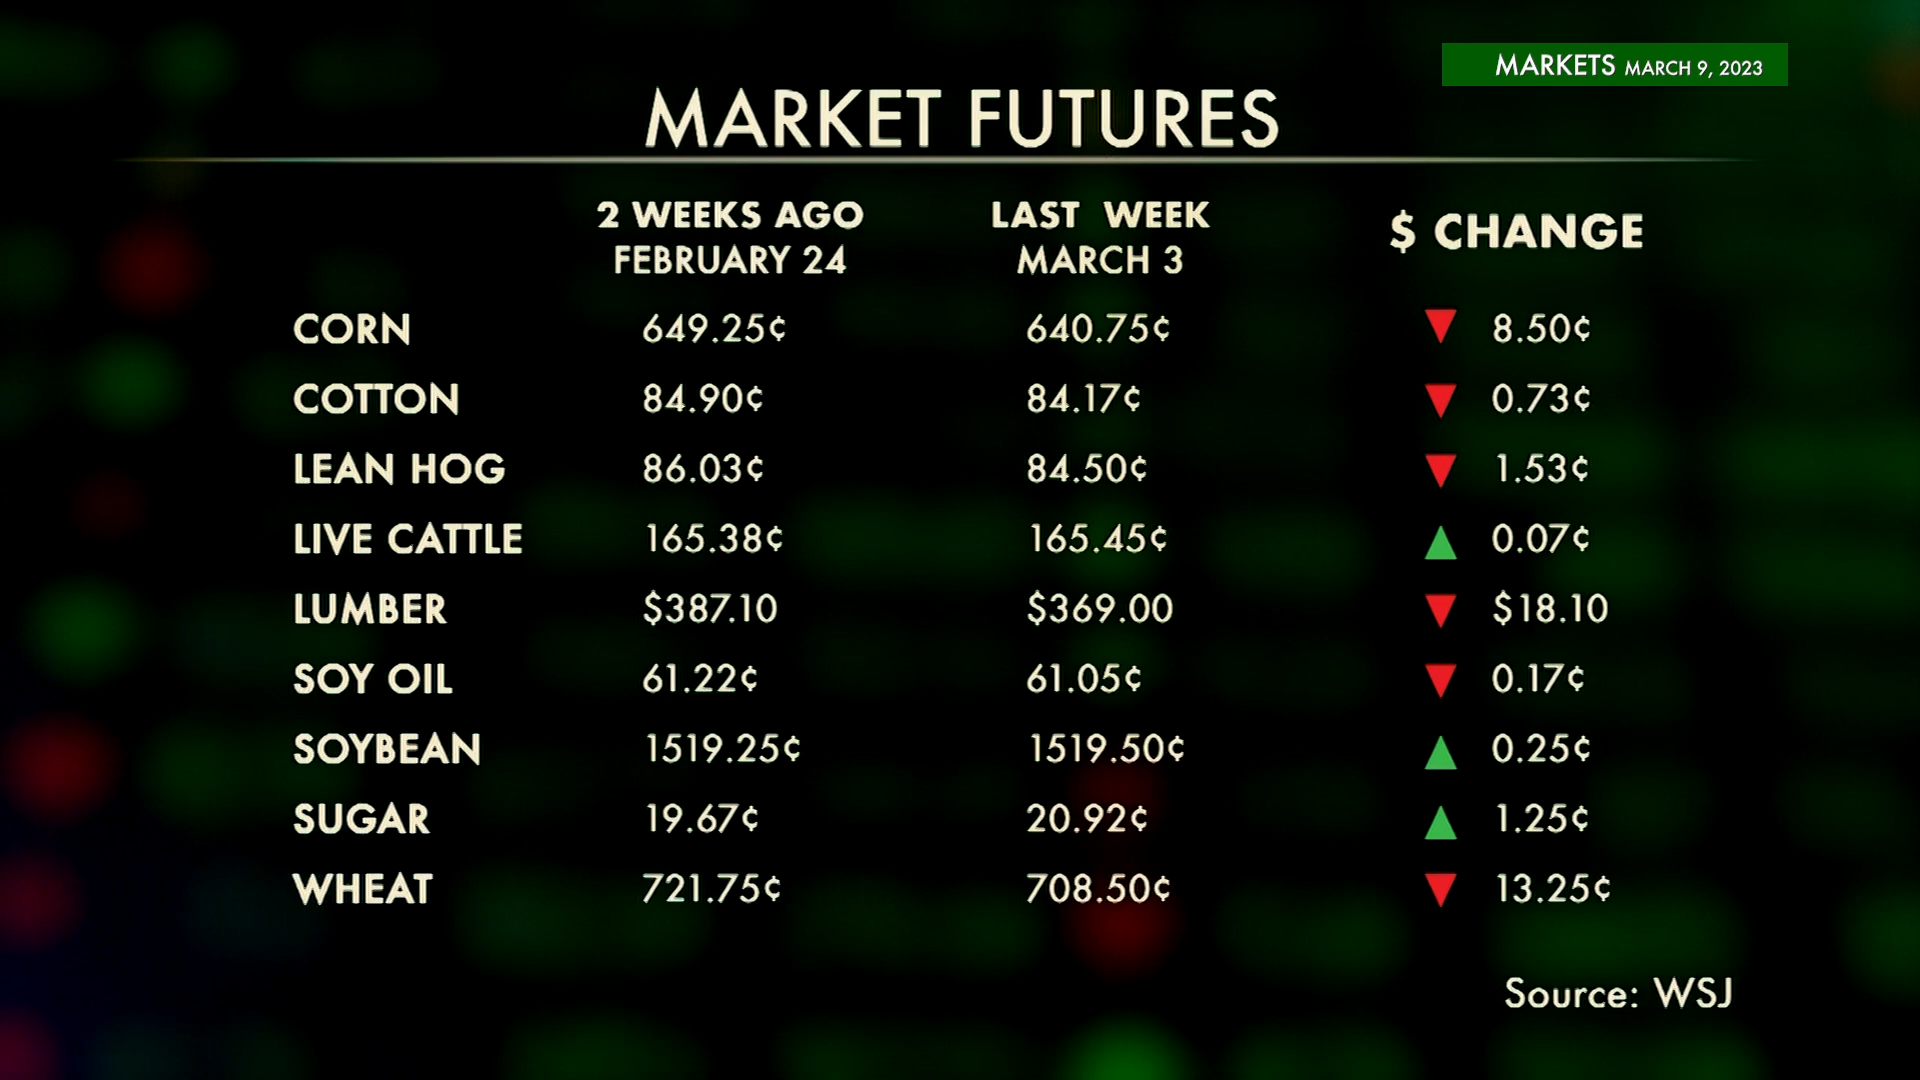 MARKETS MARCH 9, 2023
MARKET FUTURES
2 WEEKS AGO LAST WEEK $ CHANGE
FEBRUARY 24 MARCH 3
CORN 649.25¢ 640.75¢ ▼ 8.50¢
COTTON 84.90¢ 84.17¢ ▼ 0.73¢
LEAN HOG 86.03¢ 84.50¢ ▼ 1.53¢
LIVE CATTLE 165.38¢ 165.45¢ ▲ 0.07¢
LUMBER $387.10 $369.00 ▼ $18.10
SOY OIL 61.22¢ 61.05¢ ▼ 0.17¢
SOYBEAN 1519.25¢ 1519.50¢ ▲ 0.25¢
SUGAR 19.67¢ 20.92¢ ▲ 1.25¢
WHEAT 721.75¢ 708.50¢ ▼ 13.25¢
Source: WSJ